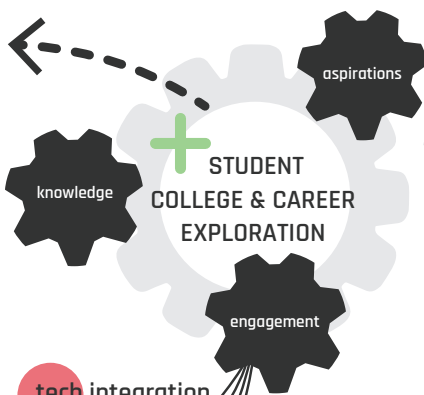 aspirations
STUDENT
knowledge
COLLEGE & CAREER
EXPLORATION
engagement
tech integration